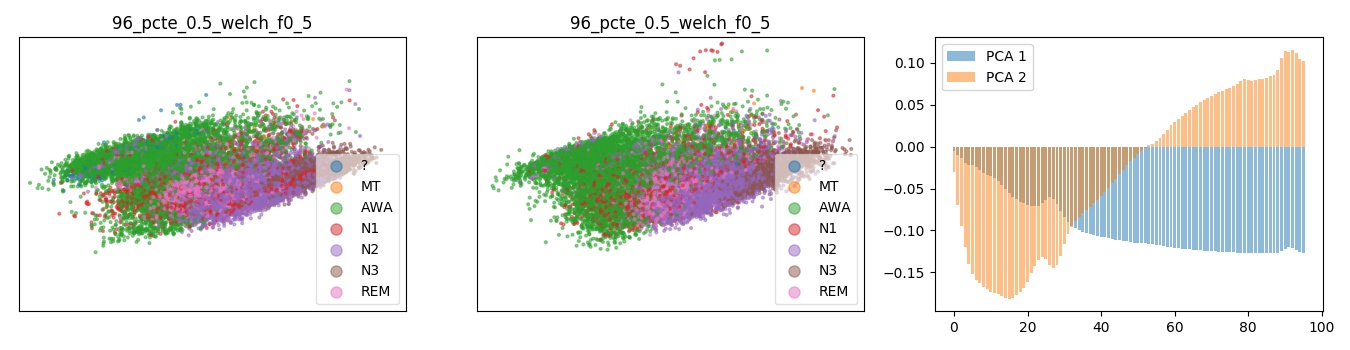 96_pcte_0.5_welch_f0_5
?
MT
AWA
N1
N2
N3
REM
96_pcte_0.5_welch_f0_5
?
MT
AWA
N1
N2
N3
REM
PCA 1
PCA 2
0.10
0.05
0.00
−0.05
−0.10
−0.15
0 20 40 60 80 100